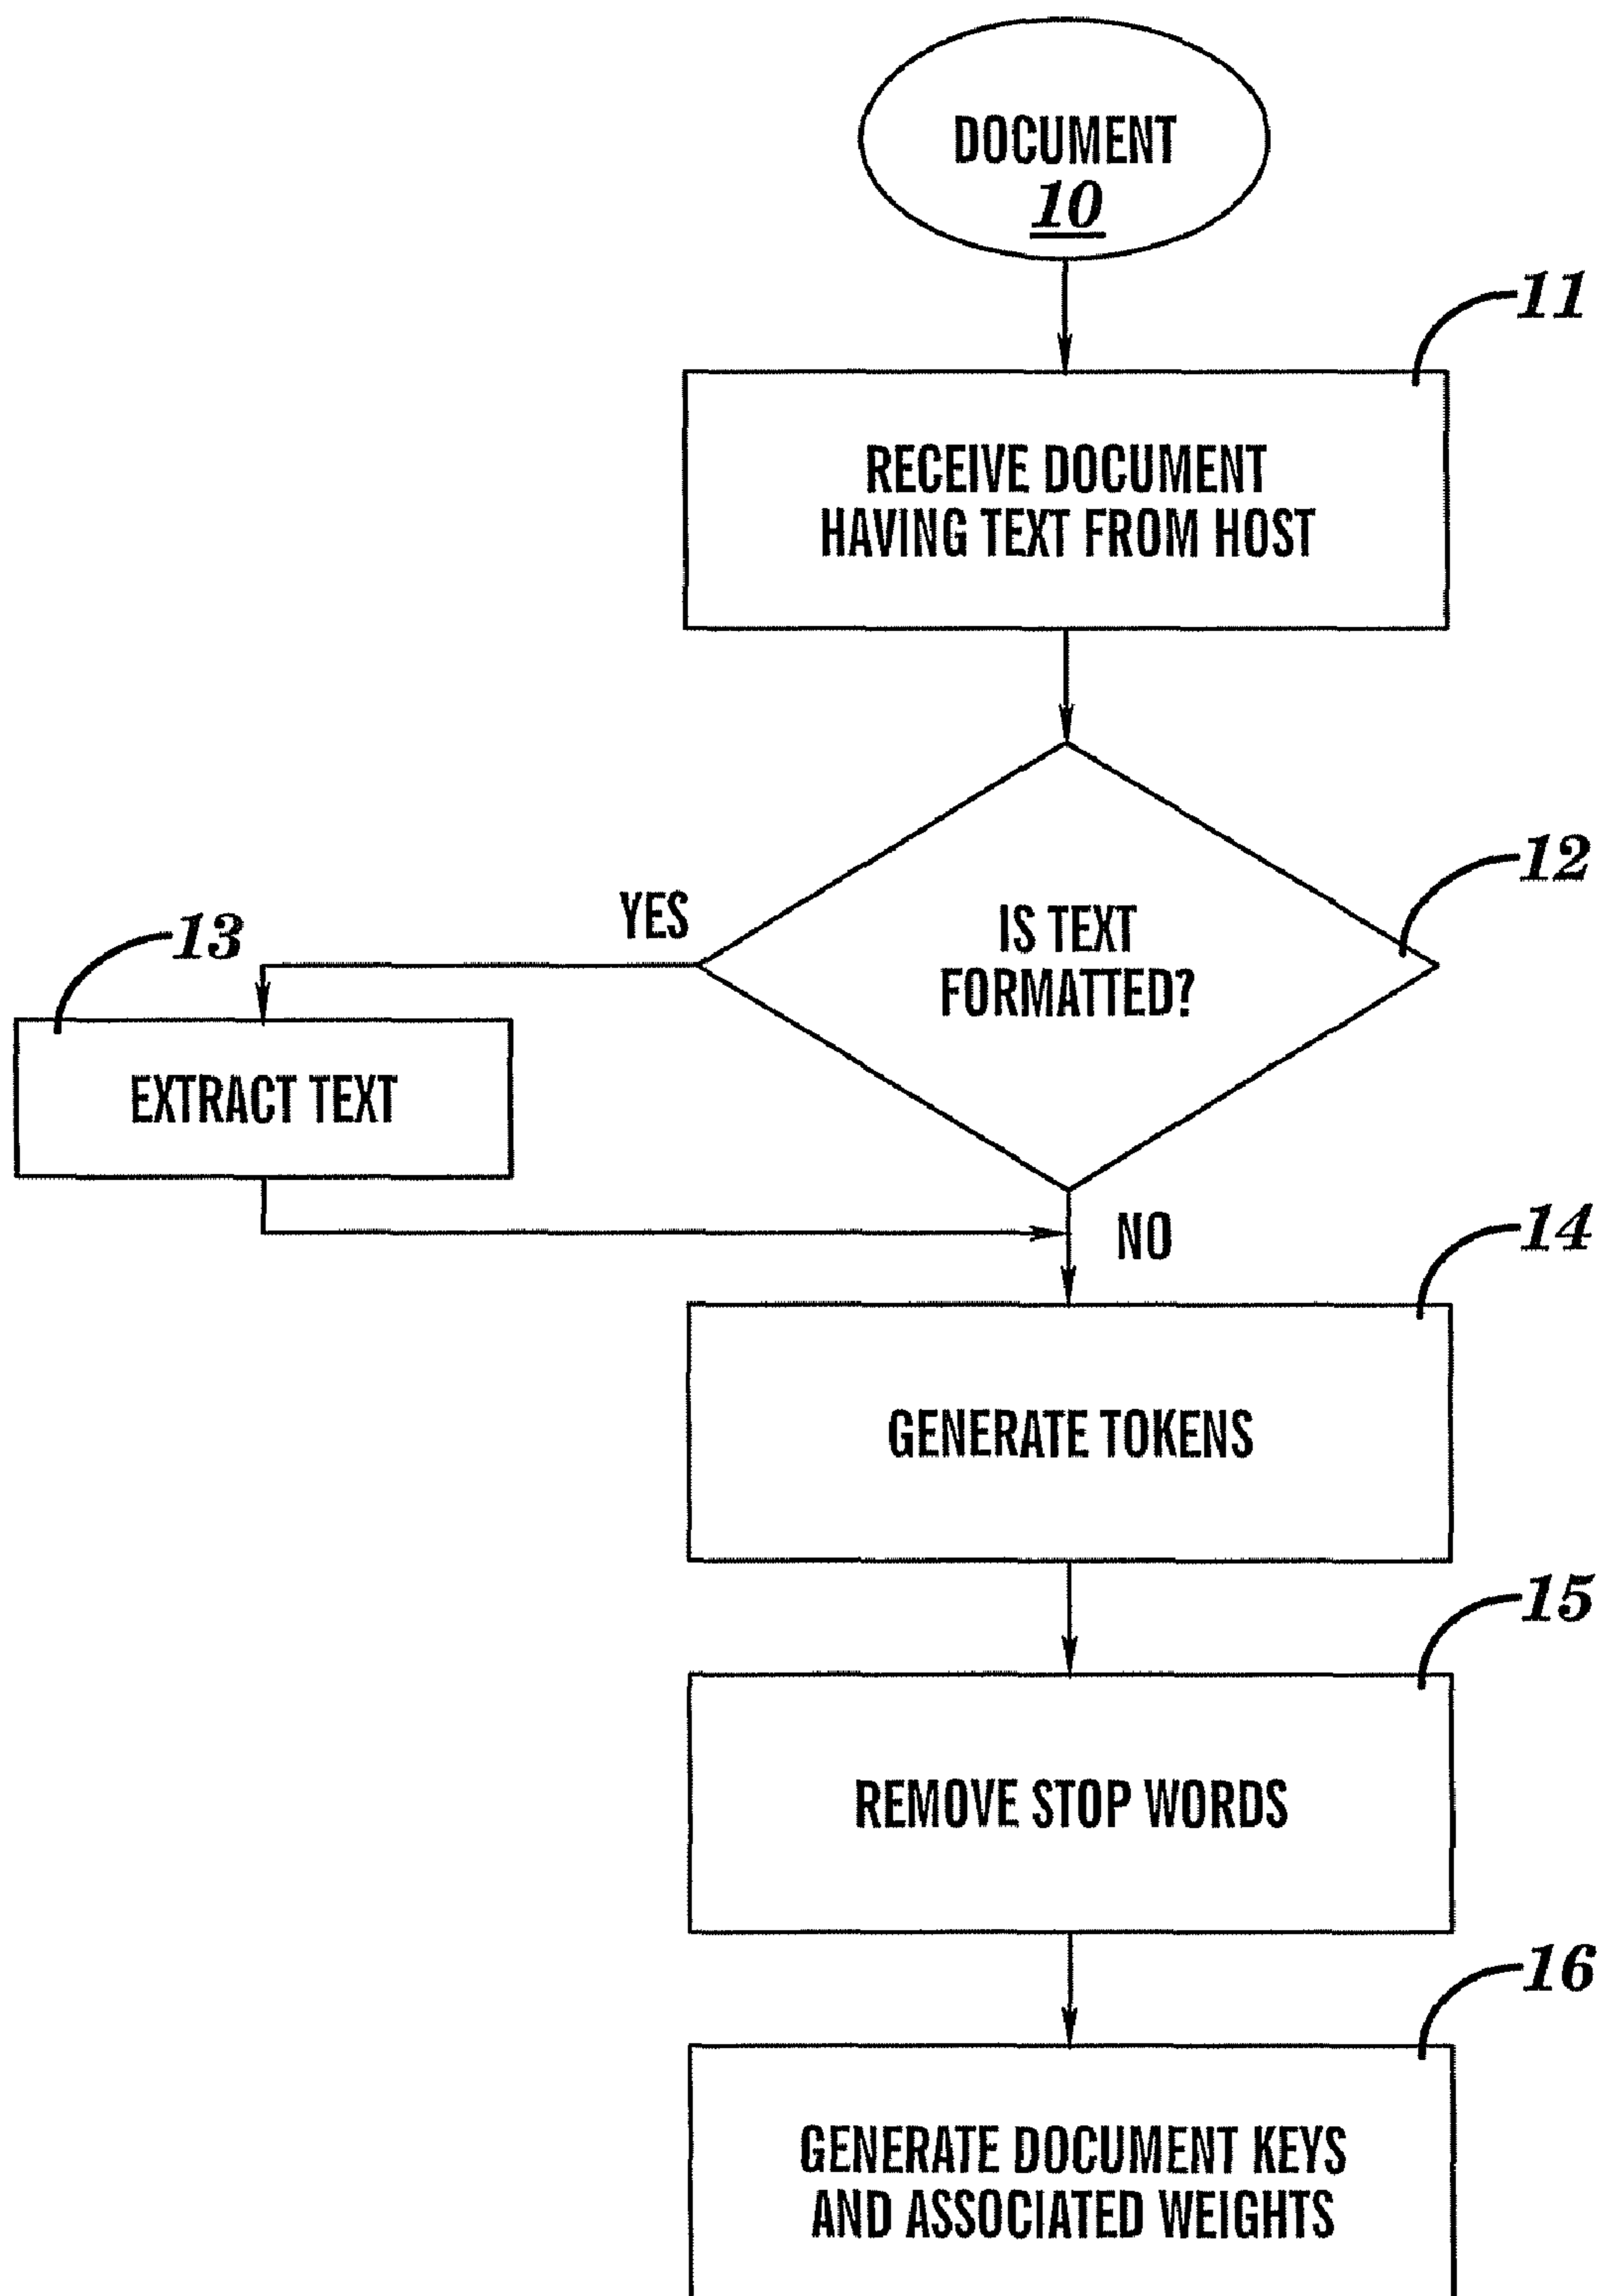 DOCUMENT
10
11
RECEIVE DOCUMENT
HAVING TEXT FROM HOST
12
IS TEXT
FORMATTED?
YES
13
EXTRACT TEXT
NO
14
GENERATE TOKENS
15
REMOVE STOP WORDS
16
GENERATE DOCUMENT KEYS
AND ASSOCIATED WEIGHTS